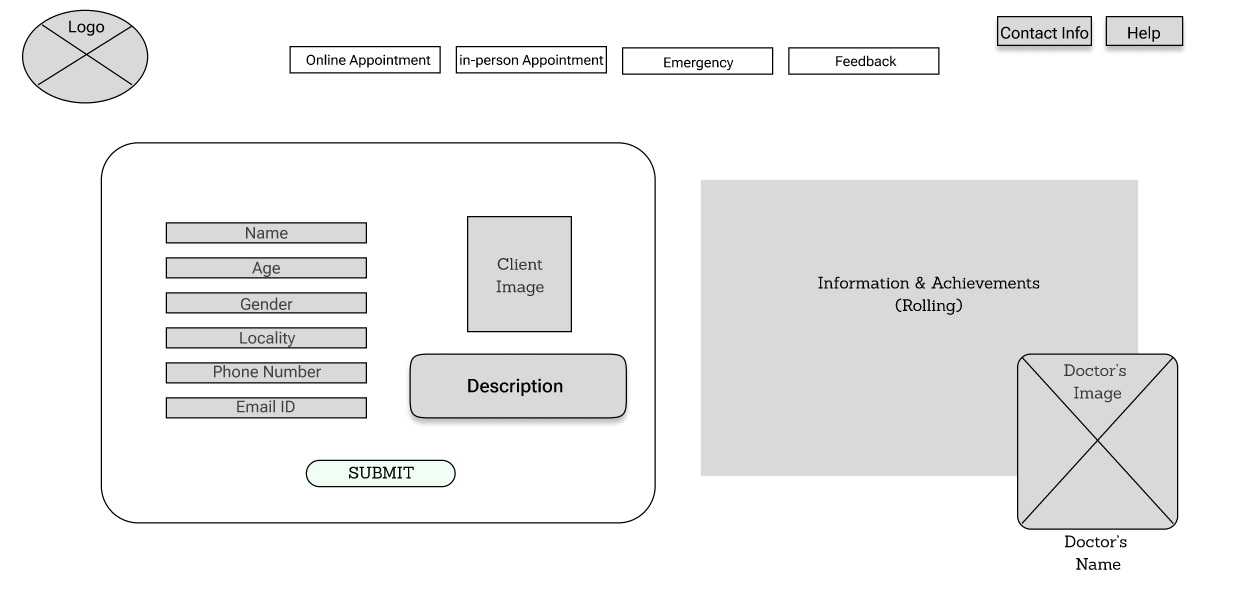 Logo
Contact Info
Help
Online Appointment
in-person Appointment
Emergency
Feedback
Name
Age
Gender
Locality
Phone Number
Email ID
Client
Image
Description
SUBMIT
Information & Achievements
(Rolling)
Doctor's
Image
Doctor's
Name